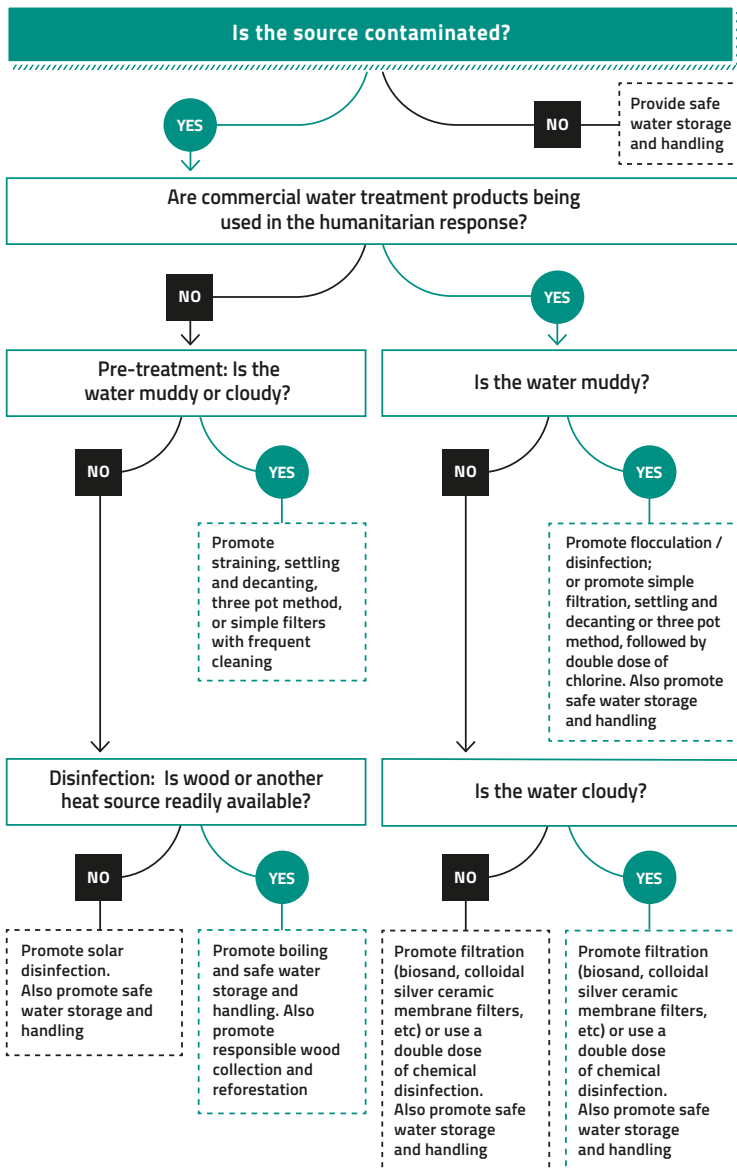 Is the source contaminated?
YES
NO
Provide safe
water storage
and handling
Are commercial water treatment products being
used in the humanitarian response?
NO
YES
Pre-treatment: Is the
water muddy or cloudy?
Is the water muddy?
NO
YES
NO
YES
Promote
straining, settling
and decanting,
three pot method,
or simple filters
with frequent
cleaning
Promote flocculation /
disinfection;
or promote simple
filtration, settling and
decanting or three pot
method, followed by
double dose of
chlorine. Also promote
safe water storage
and handling
Disinfection: Is wood or another
heat source readily available?
Is the water cloudy?
NO
YES
NO
YES
Promote solar
disinfection.
Also promote safe
water storage and
handling
Promote boiling
and safe water
storage and
handling. Also
promote
responsible wood
collection and
reforestation
Promote filtration
(biosand, colloidal
silver ceramic
membrane filters,
etc) or use a
double dose
of chemical
disinfection.
Also promote safe
water storage
and handling
Promote filtration
(biosand, colloidal
silver ceramic
membrane filters,
etc) or use a
double dose
of chemical
disinfection.
Also promote safe
water storage
and handling